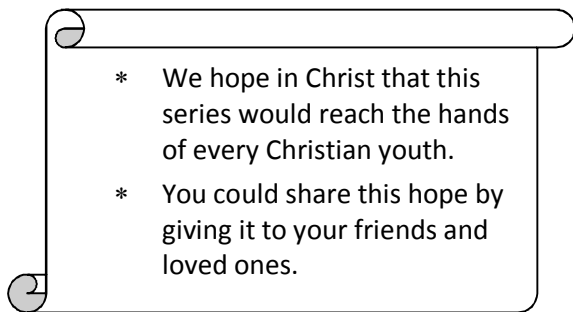 * We hope in Christ that this
series would reach the hands
of every Christian youth.
* You could share this hope by
giving it to your friends and
loved ones.